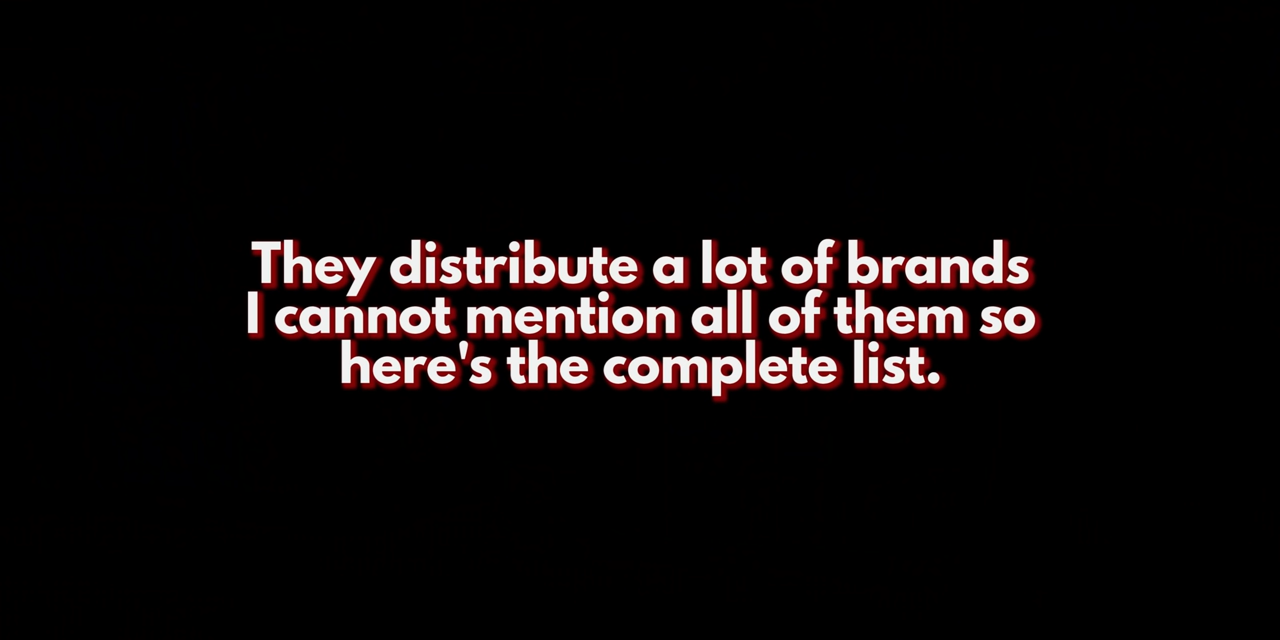 They distribute a lot of brands
I cannot mention all of them so
here's the complete list.